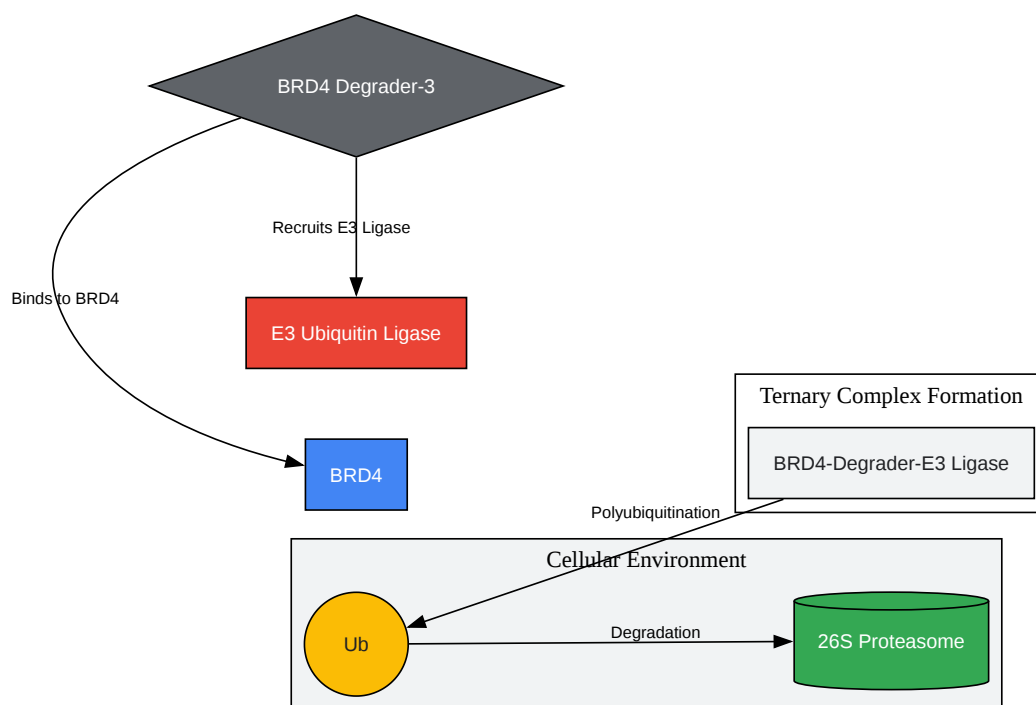 BRD4 Degrader-3
Recruits E3 Ligase
Binds to BRD4
E3 Ubiquitin Ligase
Ternary Complex Formation
BRD4-Degrader-E3 Ligase
BRD4
Polyubiquitination
Cellular Environment
Ub
Degradation
26S Proteasome